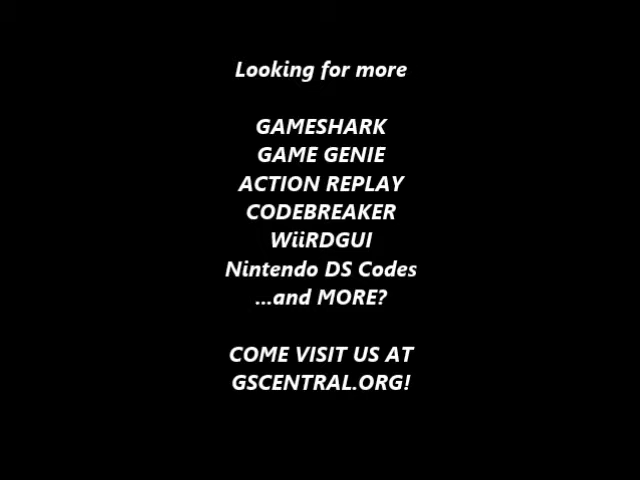 Looking for more
GAMESHARK
GAME GENIE
ACTION REPLAY
CODEBREAKER
WiiRDGUI
Nintendo DS Codes
...and MORE?
COME VISIT US AT
GSCENTRAL.ORG!